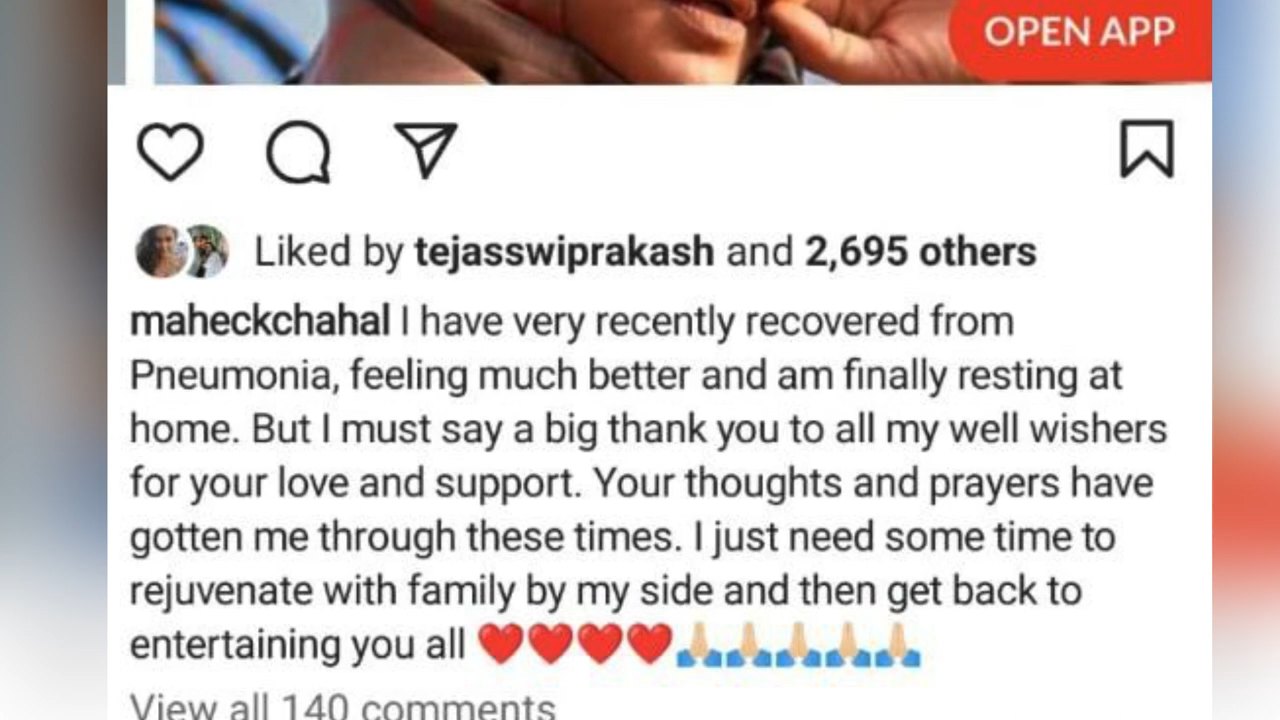 OPEN APP
Liked by tejasswiprakash and 2,695 others
maheckchahal I have very recently recovered from
Pneumonia, feeling much better and am finally resting at
home. But I must say a big thank you to all my well wishers
for your love and support. Your thoughts and prayers have
gotten me through these times. I just need some time to
rejuvenate with family by my side and then get back to
entertaining you all ❤️❤️❤️❤️🙏🏼🙏🏼🙏🏼🙏🏼🙏🏼
View all 140 comments